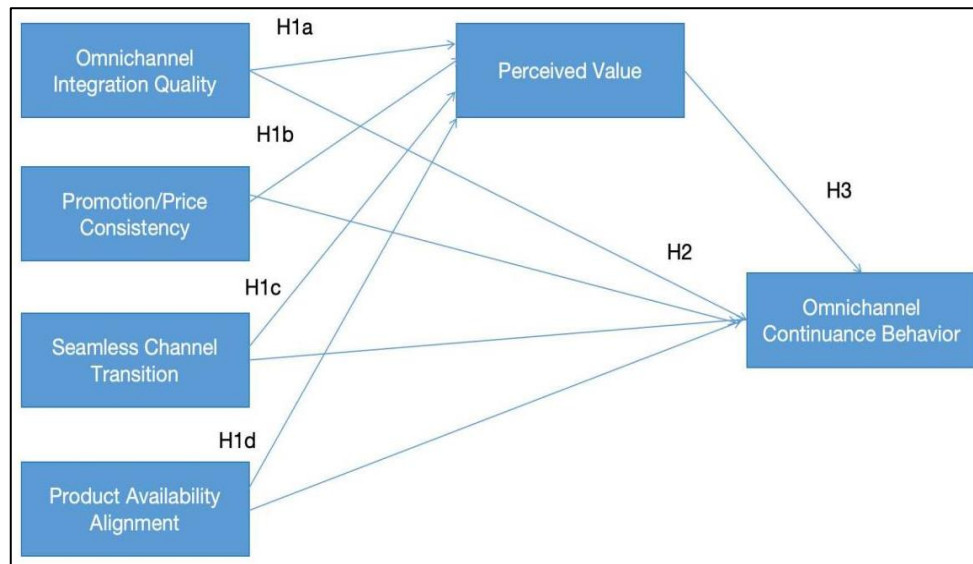 H1a
Omnichannel
Integration Quality
Perceived Value
H1b
Promotion/Price
Consistency
H3
H2
H1c
Seamless Channel
Transition
Omnichannel
Continuance Behavior
H1d
Product Availability
Alignment